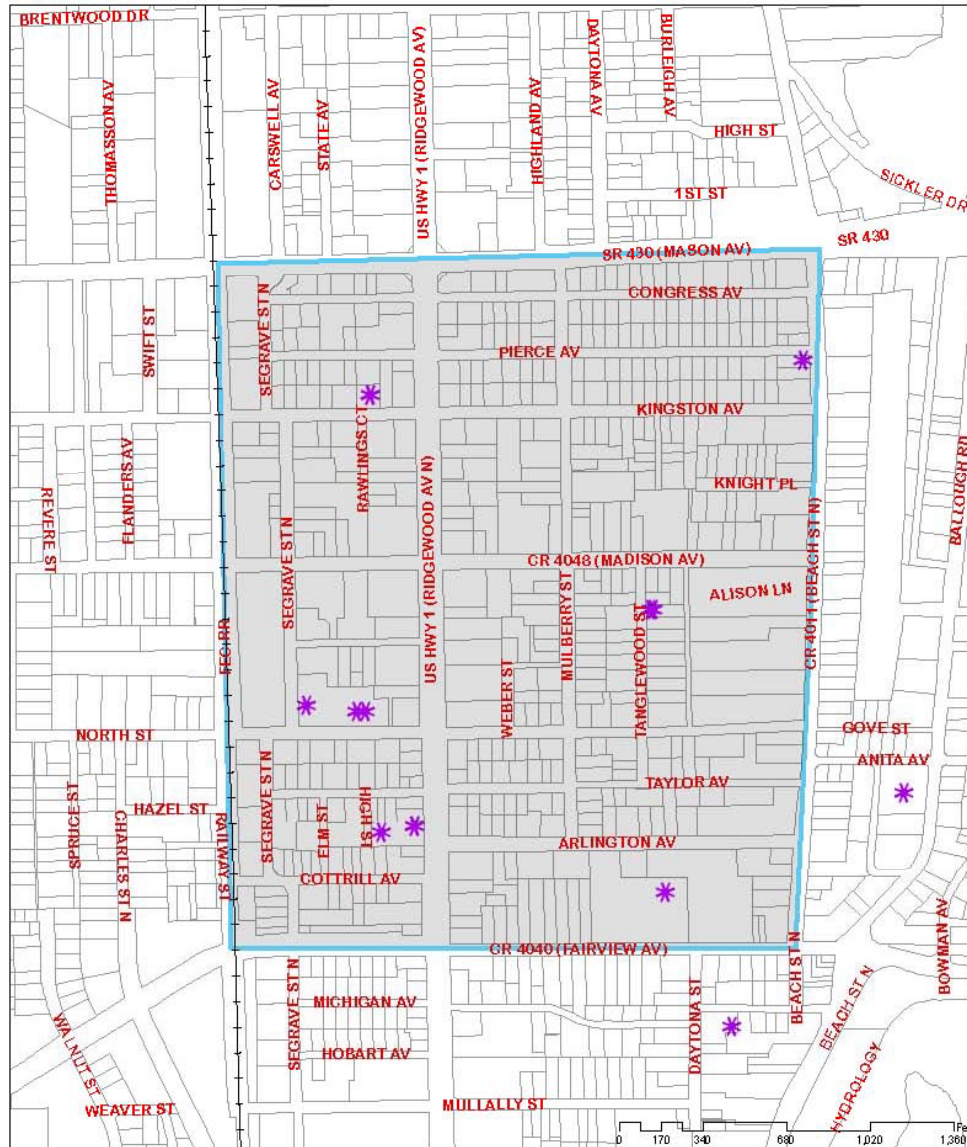 BRENTWOOD DR
THOMASSON AV
CARSWELL AV
STATE AV
US HWY 1 (RIDGEWOOD AV)
HIGHLAND AV
DAYTONA AV
BURLEIGH AV
HIGH ST
1ST ST
SICKLER DR
SR 430
SR 430 (MASON AV)
CONGRESS AV
SWIFT ST
SEGRAVE ST N
PIERCE AV
KINGSTON AV
RAWLINGS CT
REVERE ST
FLANDERS AV
KNIGHT PL
BALLOUGH RD
SEGRAVE ST N
US HWY 1 (RIDGEWOOD AV N)
CR 4048 (MADISON AV)
ALISON LN
CR 4011 (BEACH ST N)
FEC RR
MULBERRY ST
TANGLEWOOD ST
WEBER ST
NORTH ST
GOVE ST
ANITA AV
SPRUCE ST
HAZEL ST
CHARLES ST N
RAILWAY ST
SEGRAVE ST N
ELM ST
HIGH ST
TAYLOR AV
ARLINGTON AV
COTTRILL AV
CR 4040 (FAIRVIEW AV)
BEACH ST N
BOWMAN AV
SEGRAVE ST N
MICHIGAN AV
HOBART AV
DAYTONA ST
BEACH ST N
HYDROLOGY
WALNUT ST
WEAVER ST
MULLALLY ST
Fe
0 170 340 680 1,020 1,360